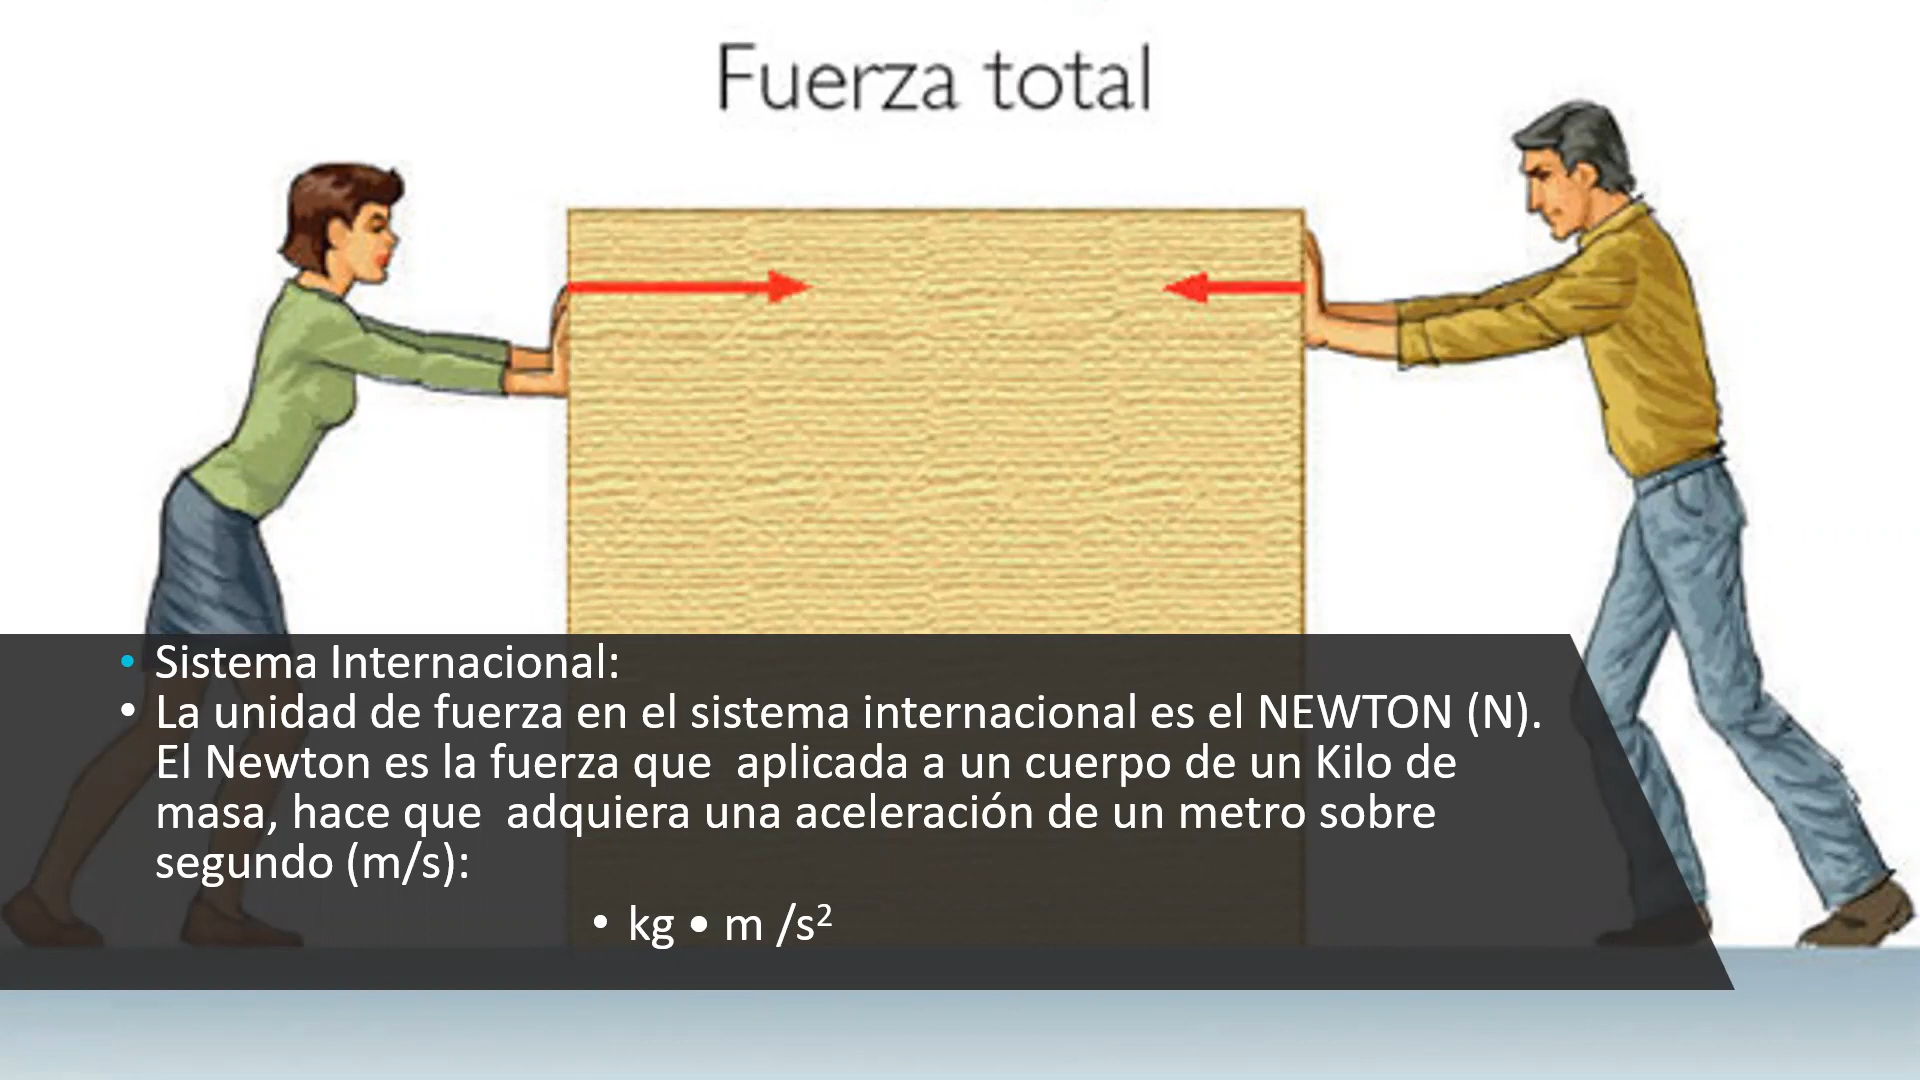 Fuerza total
• Sistema Internacional:
• La unidad de fuerza en el sistema internacional es el NEWTON (N).
El Newton es la fuerza que  aplicada a un cuerpo de un Kilo de
masa, hace que  adquiera una aceleración de un metro sobre
segundo (m/s):
• kg • m /s²